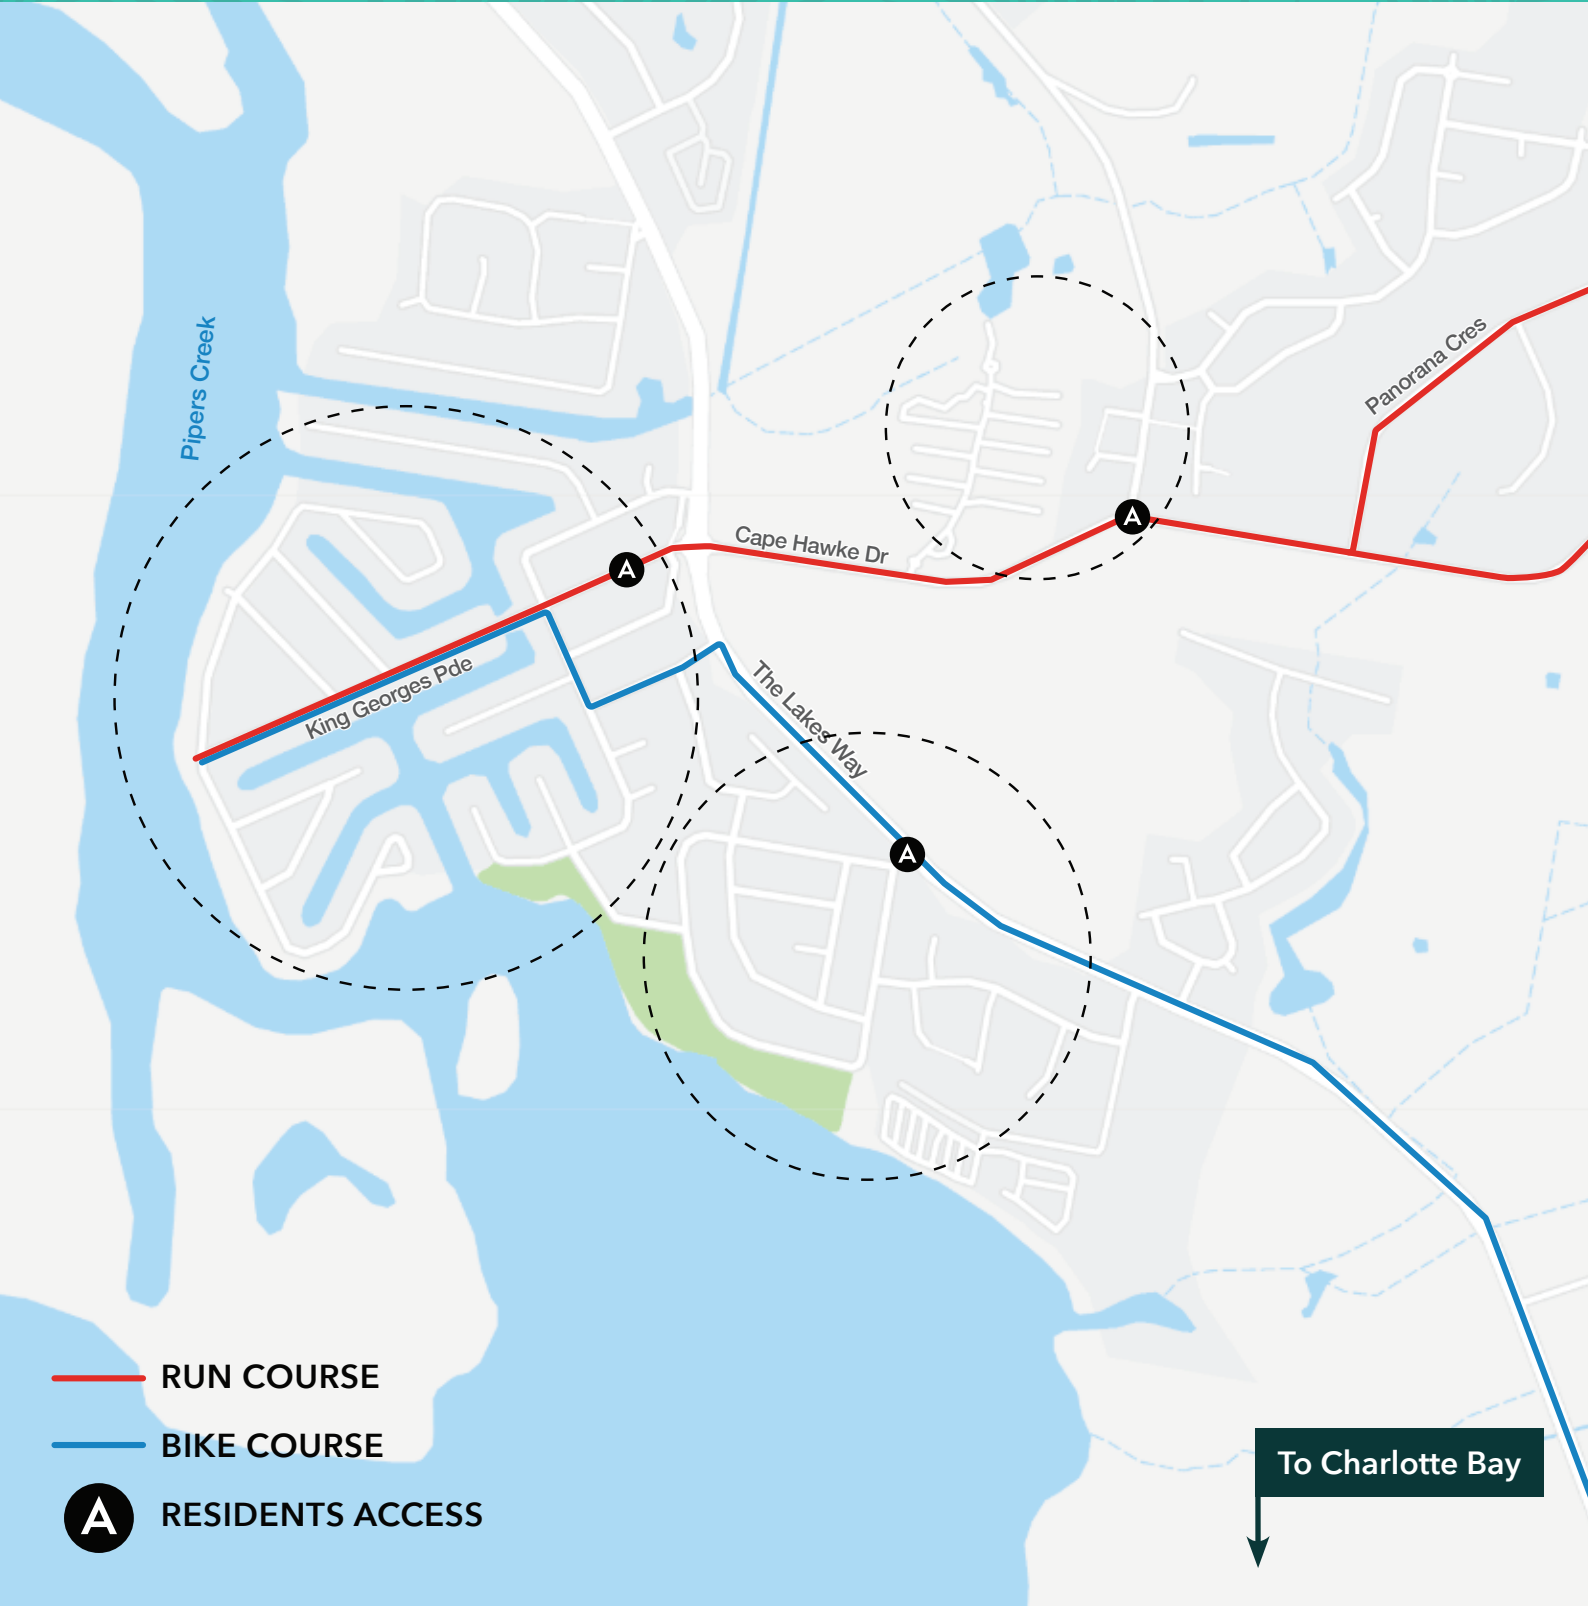 Pipers Creek
Panorana Cres
A
Cape Hawke Dr
A
King Georges Pde
The Lakes Way
A
RUN COURSE
BIKE COURSE
A RESIDENTS ACCESS
To Charlotte Bay